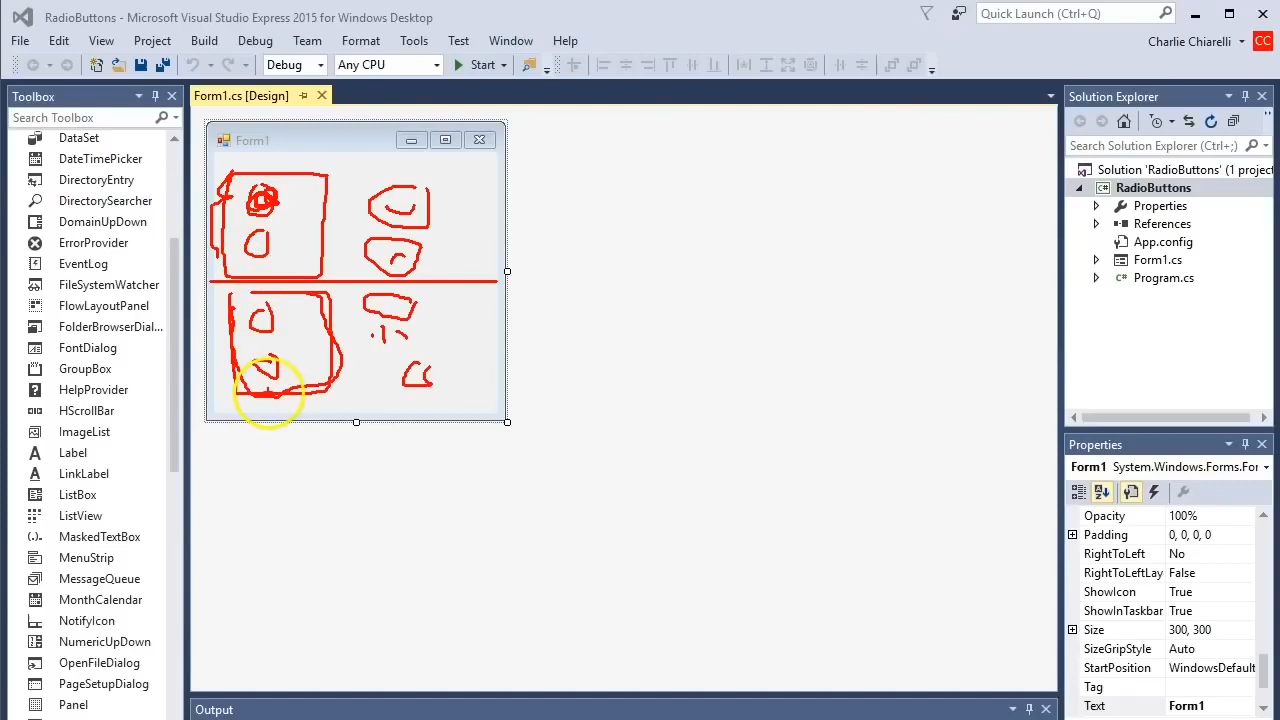 RadioButtons - Microsoft Visual Studio Express 2015 for Windows Desktop
Quick Launch (Ctrl+Q)
File Edit View Project Build Debug Team Format Tools Test Window Help
Charlie Chiarelli CC
Debug Any CPU Start
Toolbox
Search Toolbox
DataSet
DateTimePicker
DirectoryEntry
DirectorySearcher
DomainUpDown
ErrorProvider
EventLog
FileSystemWatcher
FlowLayoutPanel
FolderBrowserDial...
FontDialog
GroupBox
HelpProvider
HScrollBar
ImageList
Label
LinkLabel
ListBox
ListView
MaskedTextBox
MenuStrip
MessageQueue
MonthCalendar
NotifyIcon
NumericUpDown
OpenFileDialog
PageSetupDialog
Panel
Form1.cs [Design]
Form1
Output
Solution Explorer
Search Solution Explorer (Ctrl+;)
Solution 'RadioButtons' (1 project
RadioButtons
Properties
References
App.config
Form1.cs
Program.cs
Properties
Form1 System.Windows.Forms.For
Opacity 100%
Padding 0, 0, 0, 0
RightToLeft No
RightToLeftLay False
ShowIcon True
ShowInTaskbar True
Size 300, 300
SizeGripStyle Auto
StartPosition WindowsDefault
Tag
Text Form1